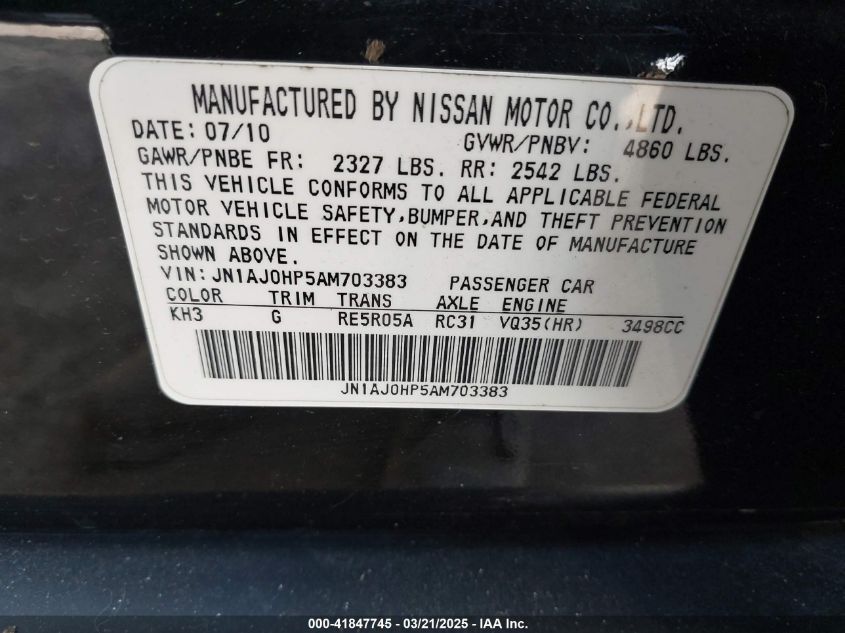 MANUFACTURED BY NISSAN MOTOR CO.,LTD.
DATE: 07/10 GVWR/PNBV: 4860 LBS.
GAWR/PNBE FR: 2327 LBS. RR: 2542 LBS.
THIS VEHICLE CONFORMS TO ALL APPLICABLE FEDERAL
MOTOR VEHICLE SAFETY,BUMPER,AND THEFT PREVENTION
STANDARDS IN EFFECT ON THE DATE OF MANUFACTURE
SHOWN ABOVE.
VIN: JN1AJ0HP5AM703383 PASSENGER CAR
COLOR TRIM TRANS AXLE ENGINE
KH3 G RE5R05A RC31 VQ35(HR) 3498CC
JN1AJ0HP5AM703383
000-41847745 - 03/21/2025 - IAA Inc.